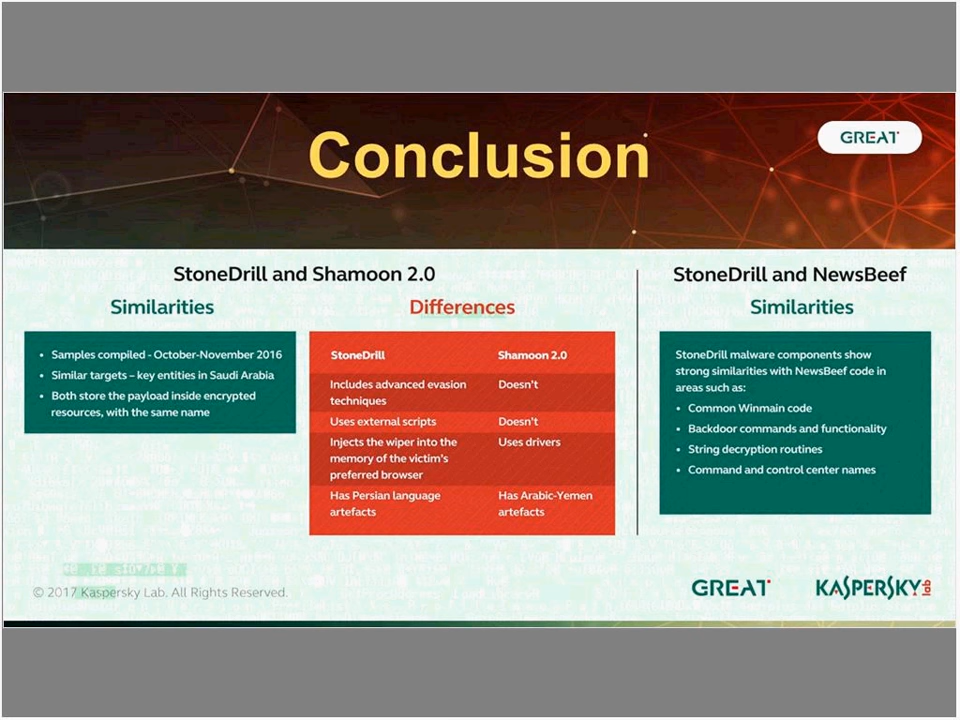 Conclusion
GREAT
StoneDrill and Shamoon 2.0
Similarities
• Samples compiled - October-November 2016
• Similar targets – key entities in Saudi Arabia
• Both store the payload inside encrypted
resources, with the same name
Differences
StoneDrill Shamoon 2.0
Includes advanced evasion Doesn't
techniques
Uses external scripts Doesn't
Injects the wiper into the Uses drivers
memory of the victim's
preferred browser
Has Persian language Has Arabic-Yemen
artefacts artefacts
StoneDrill and NewsBeef
Similarities
StoneDrill malware components show
strong similarities with NewsBeef code in
areas such as:
• Common Winmain code
• Backdoor commands and functionality
• String decryption routines
• Command and control center names
© 2017 Kaspersky Lab. All Rights Reserved.
GREAT
KASPERSKY lab